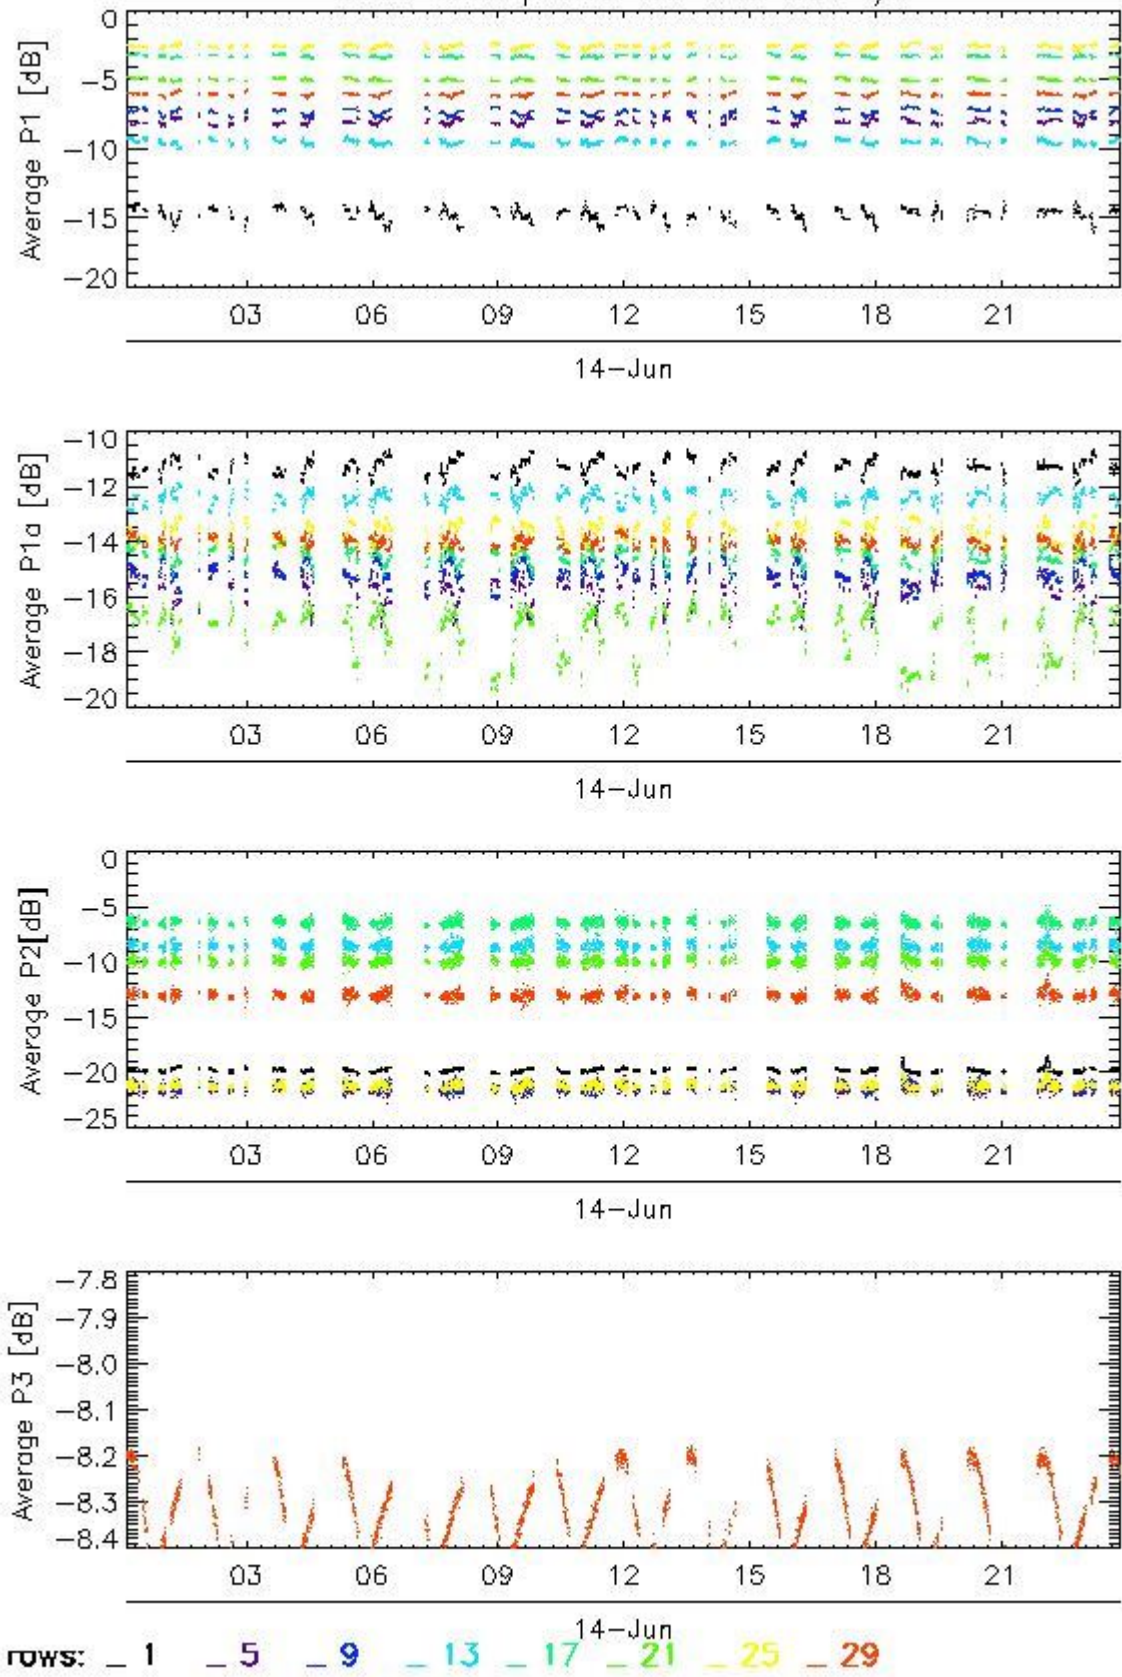 Average P1 [dB]
0
−5
−10
−15
−20
03 06 09 12 15 18 21
14−Jun
Average P1a [dB]
−10
−12
−14
−16
−18
−20
03 06 09 12 15 18 21
14−Jun
Average P2[dB]
0
−5
−10
−15
−20
−25
03 06 09 12 15 18 21
14−Jun
Average P3 [dB]
−7.8
−7.9
−8.0
−8.1
−8.2
−8.3
−8.4
03 06 09 12 15 18 21
14−Jun
rows: _ 1 _ 5 _ 9 _ 13 _ 17 _ 21 _ 25 _ 29